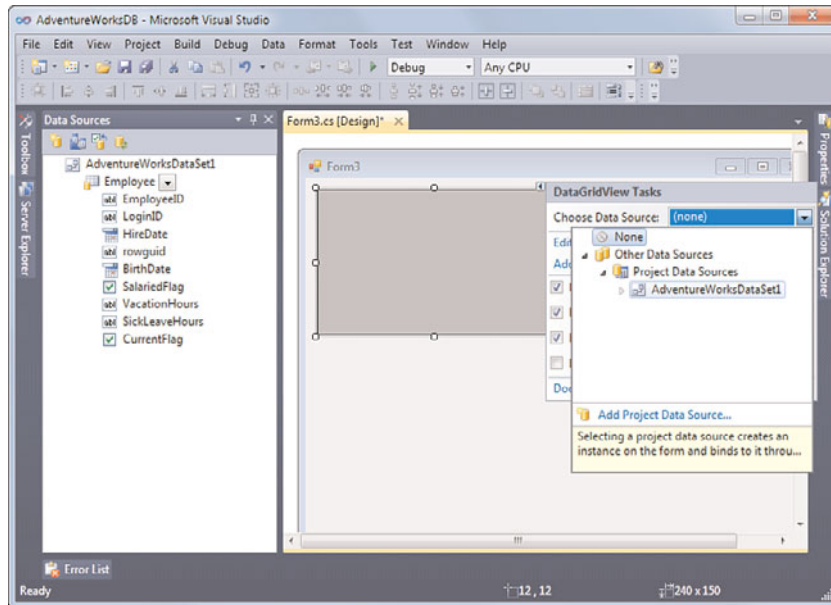 AdventureWorksDB - Microsoft Visual Studio
File Edit View Project Build Debug Data Format Tools Test Window Help
Debug Any CPU
Toolbox
Server Explorer
Data Sources
AdventureWorksDataSet1
Employee
EmployeeID
LoginID
HireDate
rowguid
BirthDate
SalariedFlag
VacationHours
SickLeaveHours
CurrentFlag
Form3.cs [Design]*
Form3
DataGridView Tasks
Choose Data Source: (none)
None
Other Data Sources
Project Data Sources
AdventureWorksDataSet1
Add Project Data Source...
Selecting a project data source creates an
instance on the form and binds to it throu...
Properties
Solution Explorer
Error List
Ready 12 , 12 240 x 150